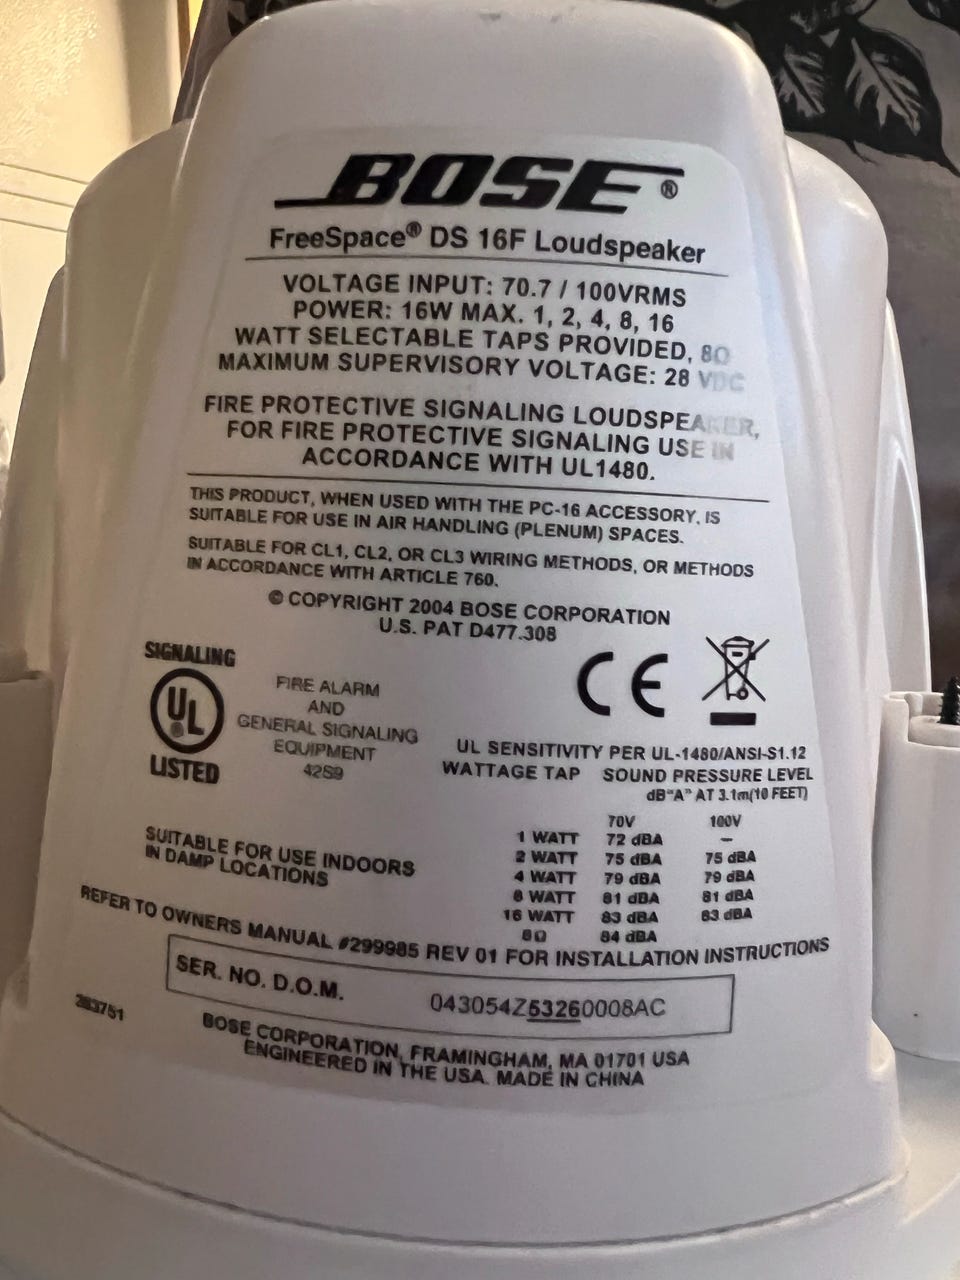 BOSE®
FreeSpace® DS 16F Loudspeaker
VOLTAGE INPUT: 70.7 / 100VRMS
POWER: 16W MAX. 1, 2, 4, 8, 16
WATT SELECTABLE TAPS PROVIDED, 8Ω
MAXIMUM SUPERVISORY VOLTAGE: 28 VDC
FIRE PROTECTIVE SIGNALING LOUDSPEAKER,
FOR FIRE PROTECTIVE SIGNALING USE IN
ACCORDANCE WITH UL1480.
THIS PRODUCT, WHEN USED WITH THE PC-16 ACCESSORY, IS
SUITABLE FOR USE IN AIR HANDLING (PLENUM) SPACES.
SUITABLE FOR CL1, CL2, OR CL3 WIRING METHODS, OR METHODS
IN ACCORDANCE WITH ARTICLE 760.
© COPYRIGHT 2004 BOSE CORPORATION
U.S. PAT D477.308
SIGNALING
UL
LISTED
FIRE ALARM
AND
GENERAL SIGNALING
EQUIPMENT
42S9
CE
UL SENSITIVITY PER UL-1480/ANSI-S1.12
WATTAGE TAP SOUND PRESSURE LEVEL
dB"A" AT 3.1m(10 FEET)
70V 100V
1 WATT 72 dBA –
2 WATT 75 dBA 75 dBA
4 WATT 79 dBA 79 dBA
8 WATT 81 dBA 81 dBA
16 WATT 83 dBA 83 dBA
8Ω 84 dBA
SUITABLE FOR USE INDOORS
IN DAMP LOCATIONS
REFER TO OWNERS MANUAL #299985 REV 01 FOR INSTALLATION INSTRUCTIONS
SER. NO. D.O.M. 043054Z53260008AC
283751
BOSE CORPORATION, FRAMINGHAM, MA 01701 USA
ENGINEERED IN THE USA. MADE IN CHINA